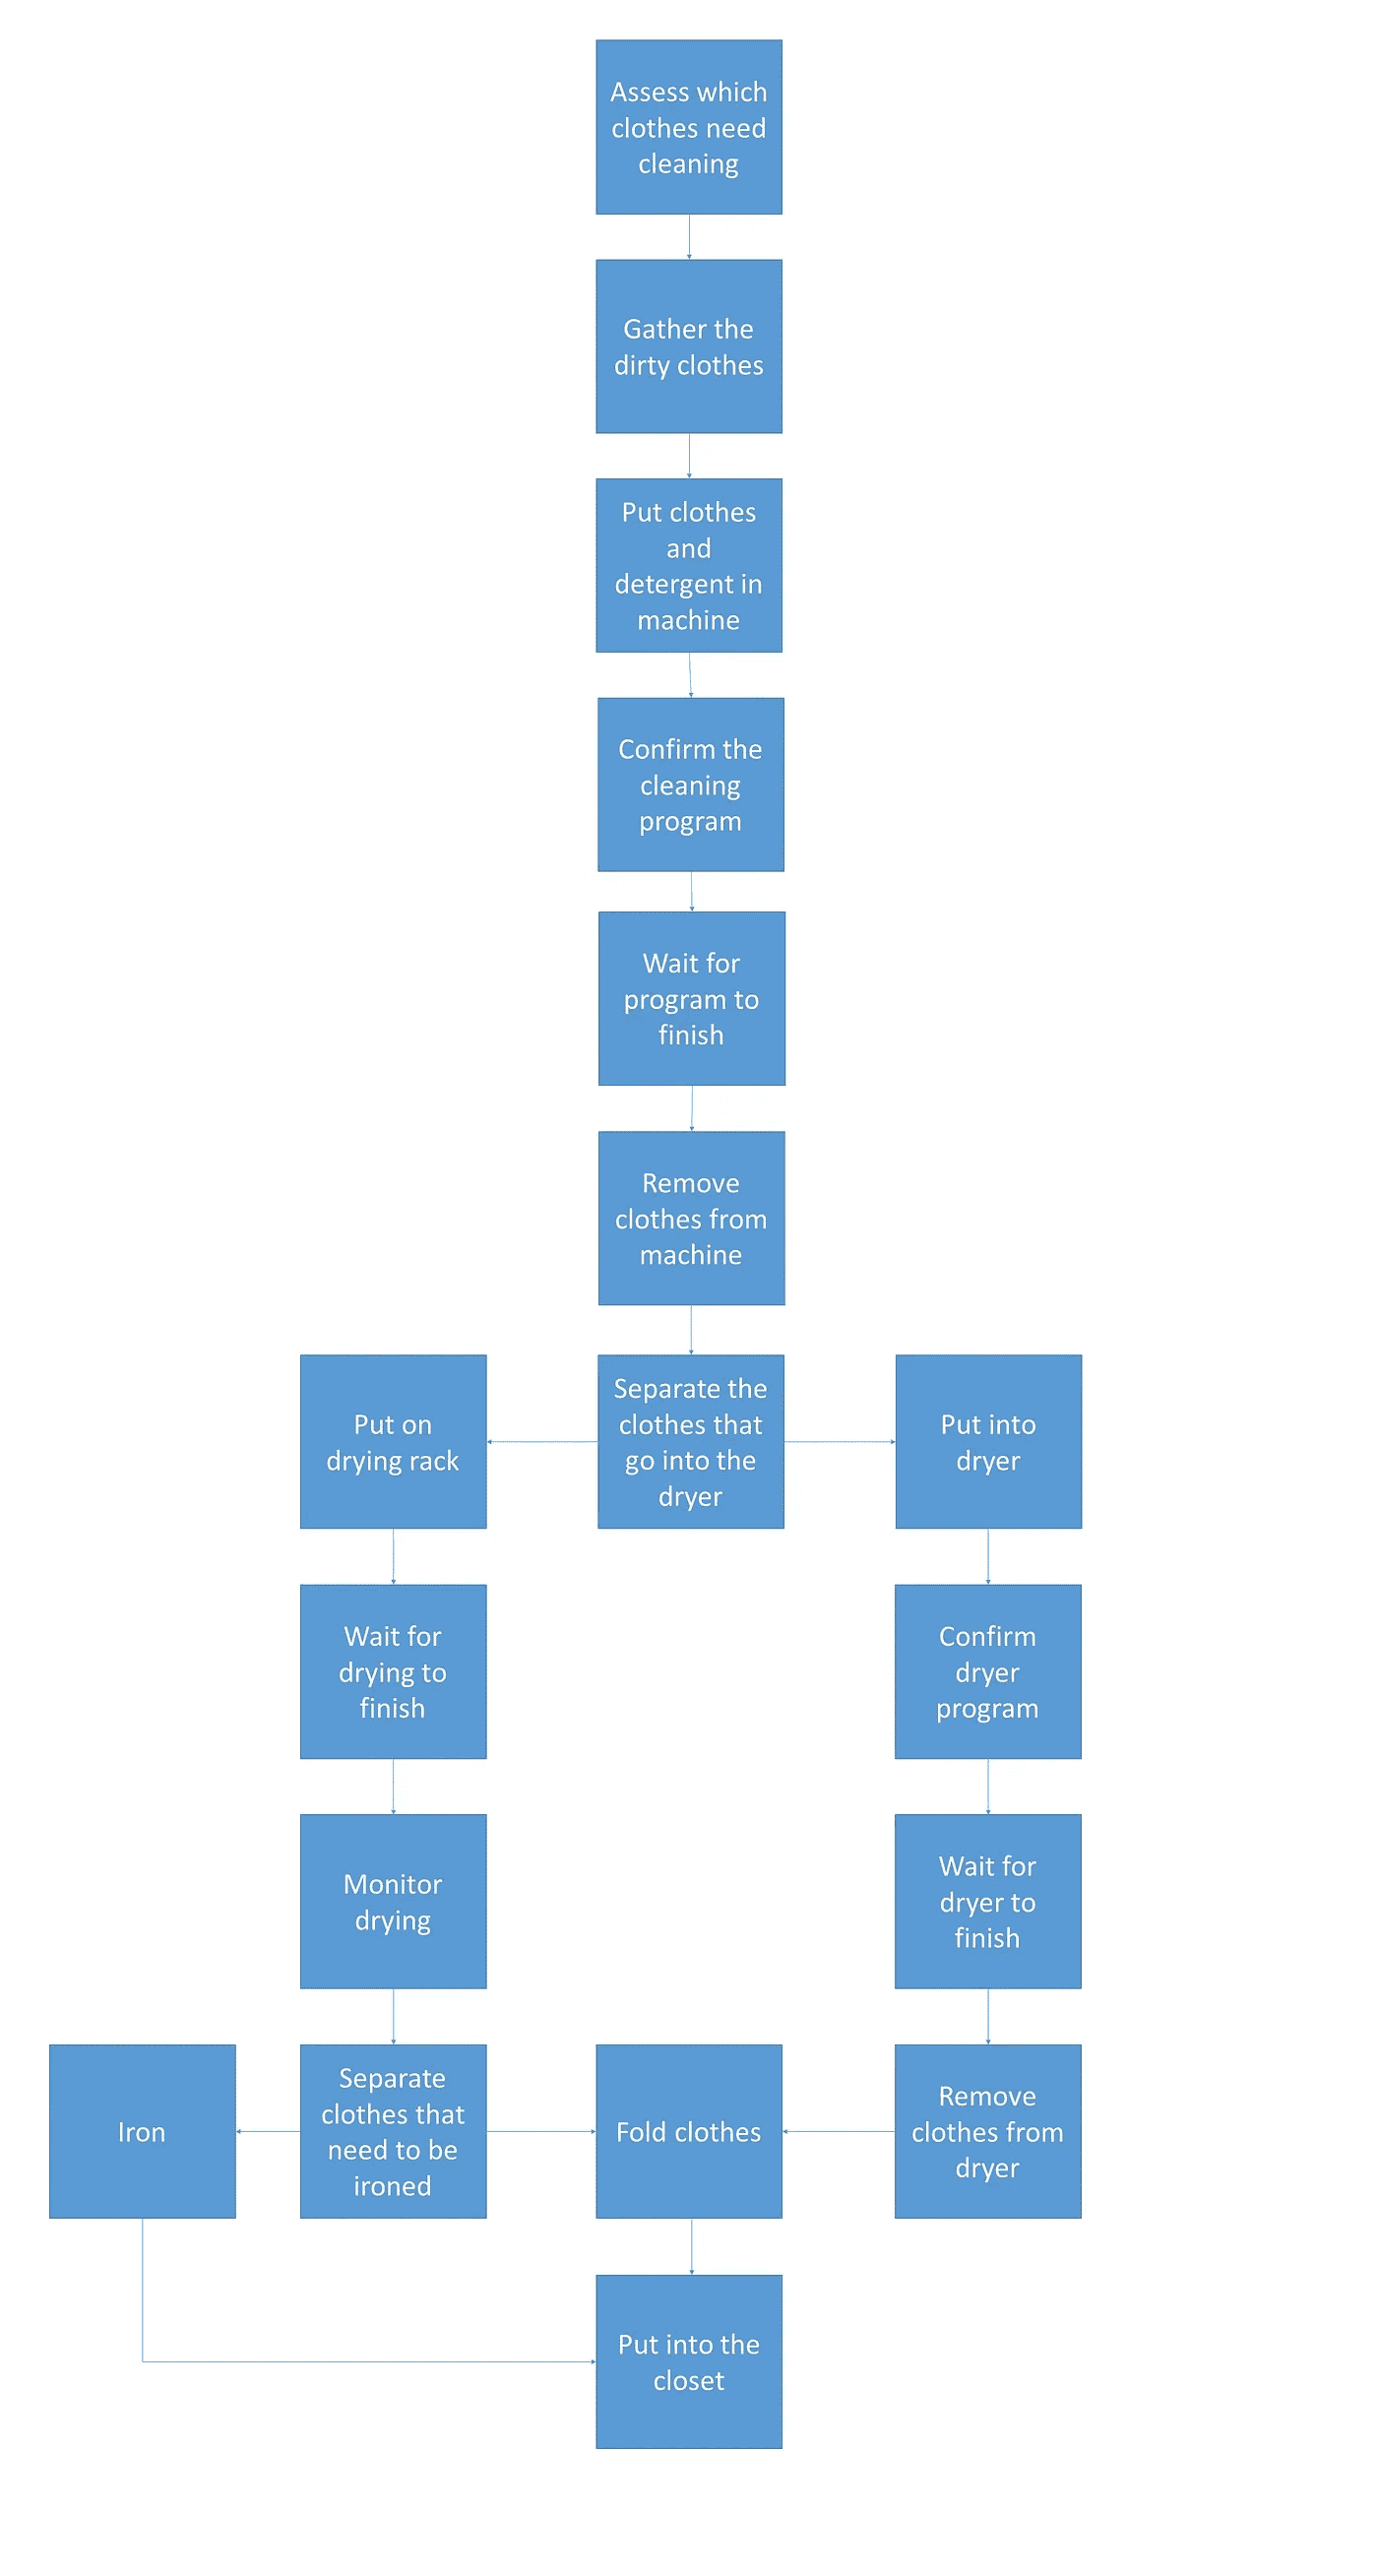 Assess which
clothes need
cleaning
Gather the
dirty clothes
Put clothes
and
detergent in
machine
Confirm the
cleaning
program
Wait for
program to
finish
Remove
clothes from
machine
Put on
drying rack
Separate the
clothes that
go into the
dryer
Put into
dryer
Wait for
drying to
finish
Confirm
dryer
program
Monitor
drying
Wait for
dryer to
finish
Iron
Separate
clothes that
need to be
ironed
Fold clothes
Remove
clothes from
dryer
Put into the
closet